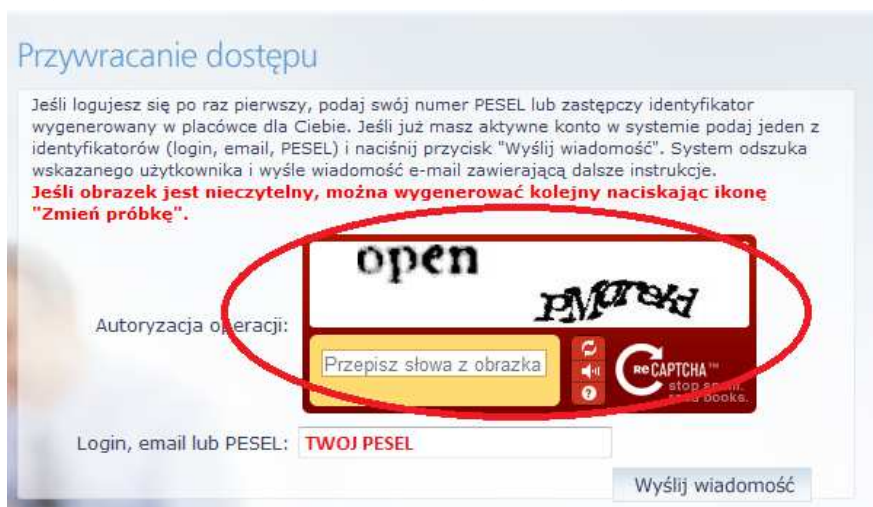 Przywracanie dostępu
Jeśli logujesz się po raz pierwszy, podaj swój numer PESEL lub zastępczy identyfikator
wygenerowany w placówce dla Ciebie. Jeśli już masz aktywne konto w systemie podaj jeden z
identyfikatorów (login, email, PESEL) i naciśnij przycisk "Wyślij wiadomość". System odszuka
wskazanego użytkownika i wyśle wiadomość e-mail zawierającą dalsze instrukcje.
Jeśli obrazek jest nieczytelny, można wygenerować kolejny naciskając ikonę
"Zmień próbkę".
open
Autoryzacja operacji:
Przepisz słowa z obrazka
?
ReCAPTCHA™
stop spam.
read books.
Login, email lub PESEL: TWOJ PESEL
Wyślij wiadomość